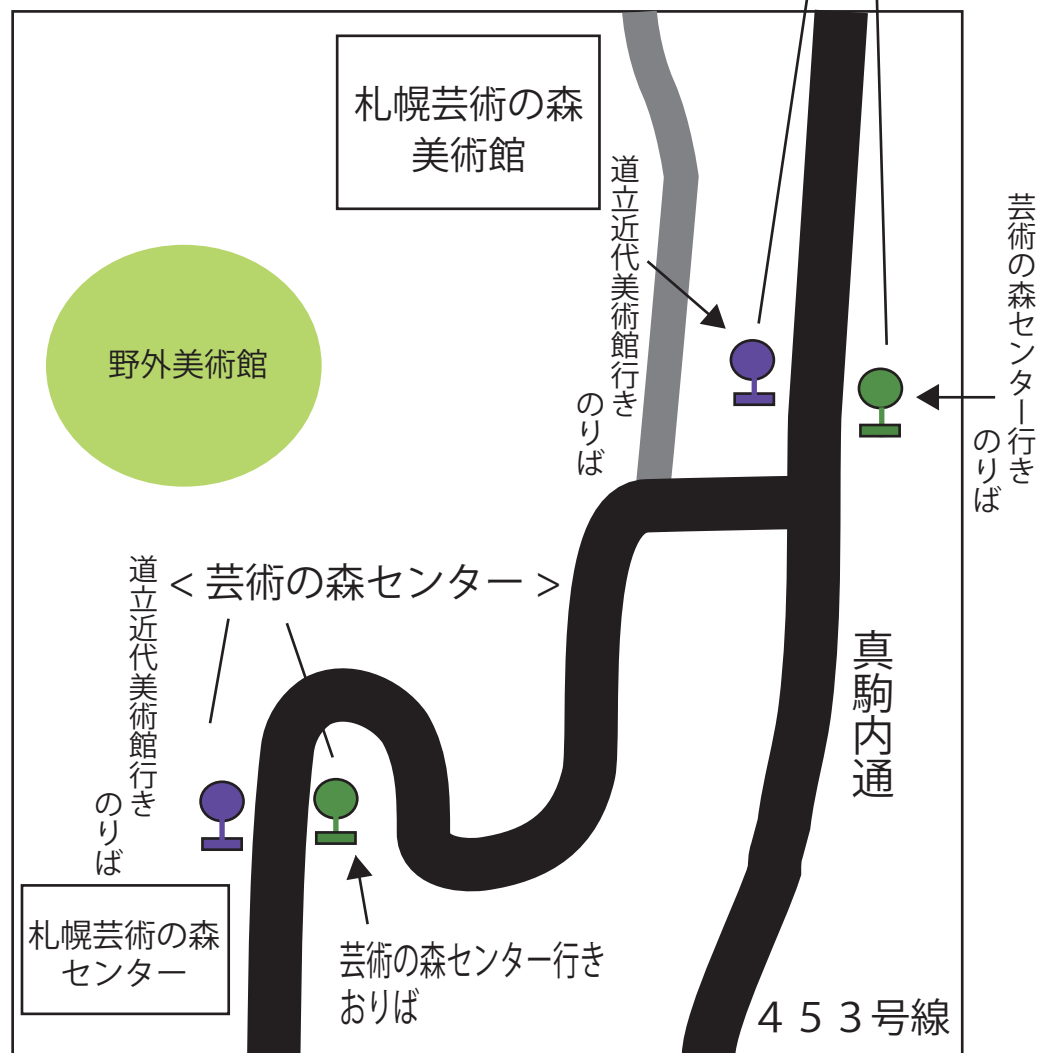 札幌芸術の森
美術館
道立近代美術館行き
のりば
芸術の森センター行き
のりば
野外美術館
< 芸術の森センター >
道立近代美術館行き
のりば
真駒内通
札幌芸術の森
センター
芸術の森センター行き
おりば
４５３号線